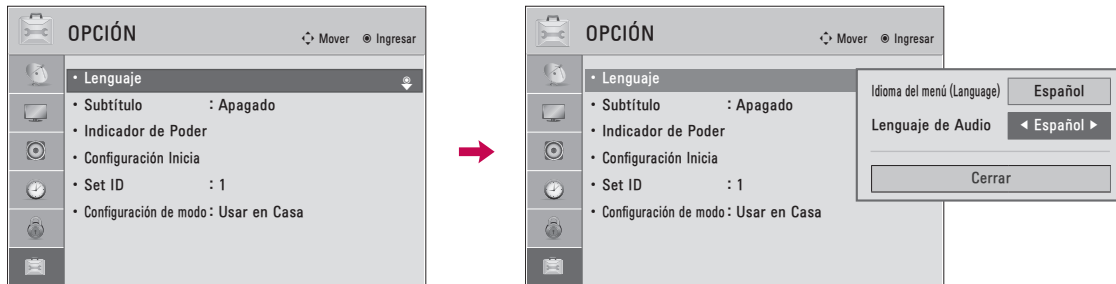 OPCIÓN
Mover Ingresar
• Lenguaje
• Subtítulo : Apagado
• Indicador de Poder
• Configuración Inicia
• Set ID : 1
• Configuración de modo : Usar en Casa
OPCIÓN
Mover Ingresar
• Lenguaje
• Subtítulo : Apagado
• Indicador de Poder
• Configuración Inicia
• Set ID : 1
• Configuración de modo : Usar en Casa
Idioma del menú (Language) Español
Lenguaje de Audio ◀ Español ▶
Cerrar